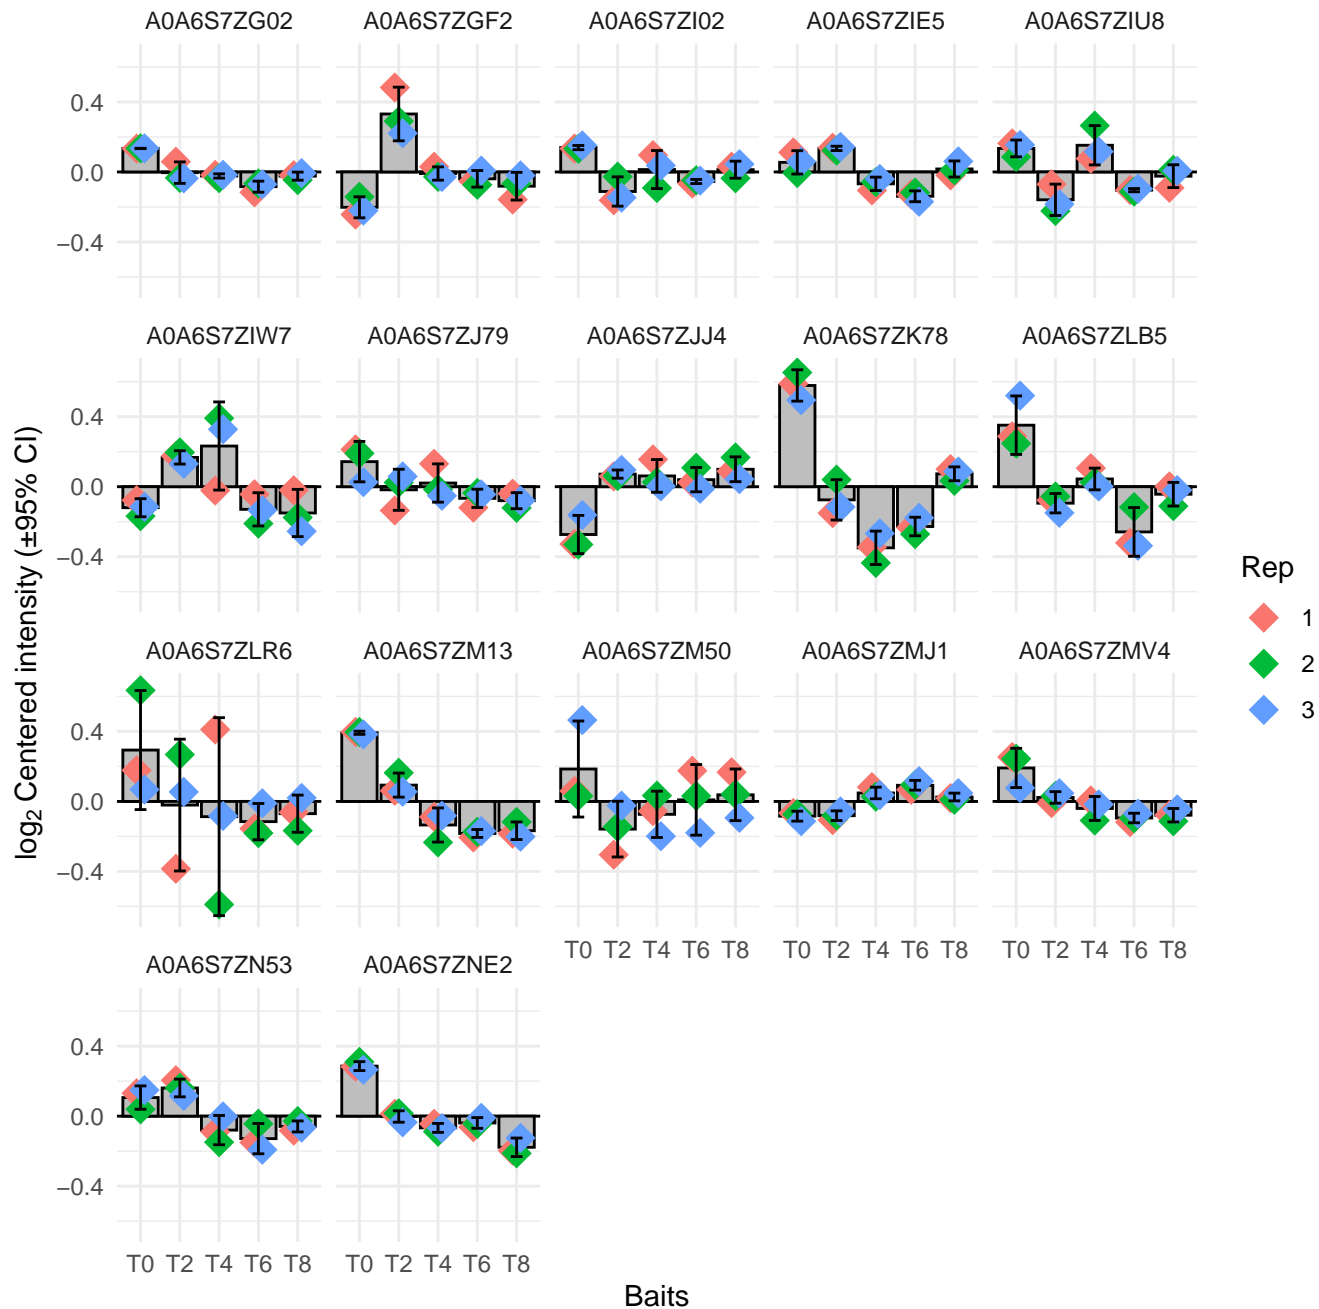 A0A6S7ZG02 A0A6S7ZGF2 A0A6S7ZI02 A0A6S7ZIE5 A0A6S7ZIU8
0.4
0.0
−0.4
A0A6S7ZIW7 A0A6S7ZJ79 A0A6S7ZJJ4 A0A6S7ZK78 A0A6S7ZLB5
0.4
0.0
−0.4
A0A6S7ZLR6 A0A6S7ZM13 A0A6S7ZM50 A0A6S7ZMJ1 A0A6S7ZMV4
0.4
0.0
−0.4
T0 T2 T4 T6 T8 T0 T2 T4 T6 T8 T0 T2 T4 T6 T8
A0A6S7ZN53 A0A6S7ZNE2
0.4
0.0
−0.4
T0 T2 T4 T6 T8 T0 T2 T4 T6 T8
Baits
log₂ Centered intensity (±95% CI)
Rep
1
2
3